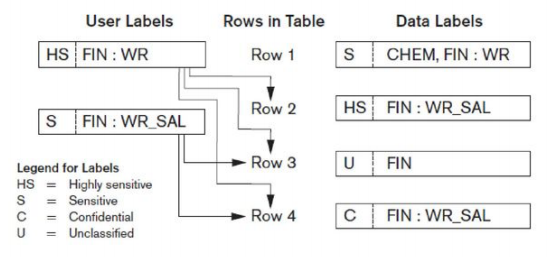 User Labels Rows in Table Data Labels
HS FIN : WR Row 1 S CHEM, FIN : WR
Row 2 HS FIN : WR_SAL
S FIN : WR_SAL
Row 3 U FIN
Legend for Labels
HS = Highly sensitive
S = Sensitive
C = Confidential
U = Unclassified
Row 4 C FIN : WR_SAL